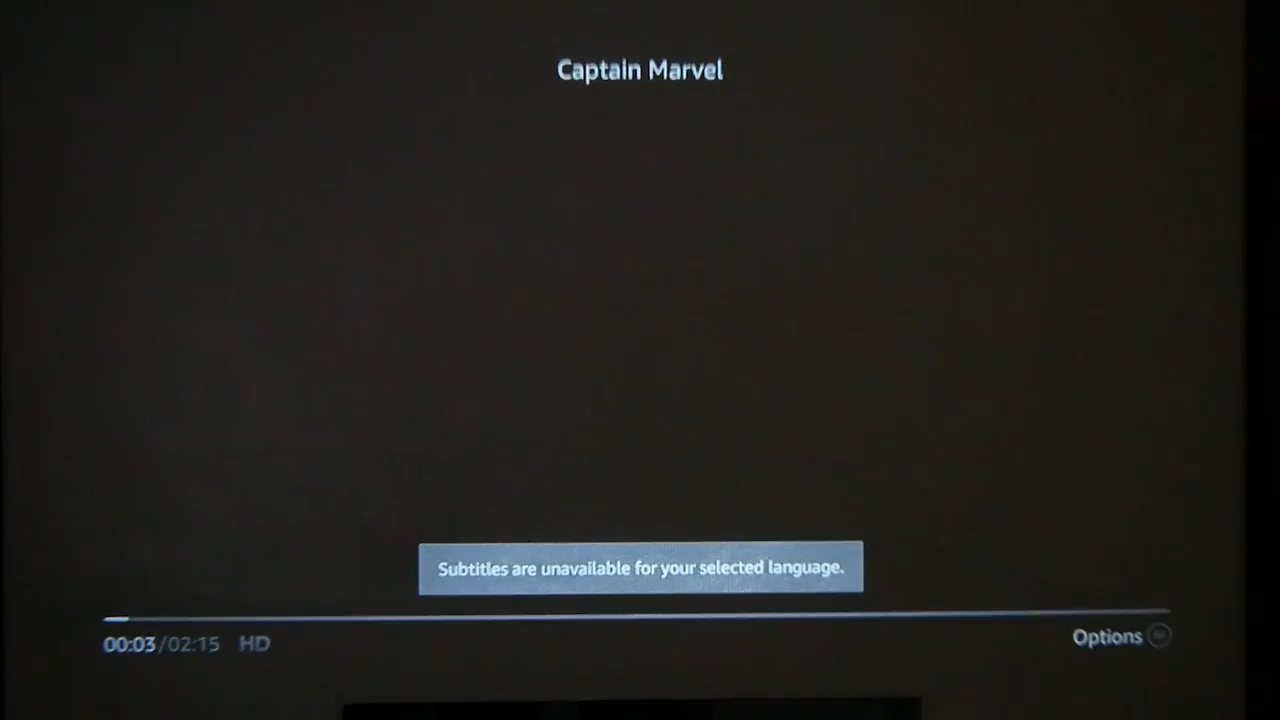 Captain Marvel
Subtitles are unavailable for your selected language.
00:03/02:15 HD
Options